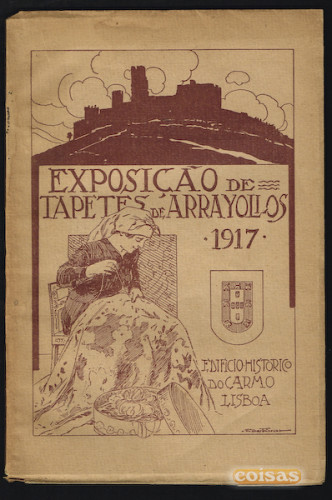 EXPOSIÇÃO DE
TAPETES DE ARRAYOLLOS
·1917·
EDIFICIO HISTORICO
DO CARMO
LISBOA
coisas